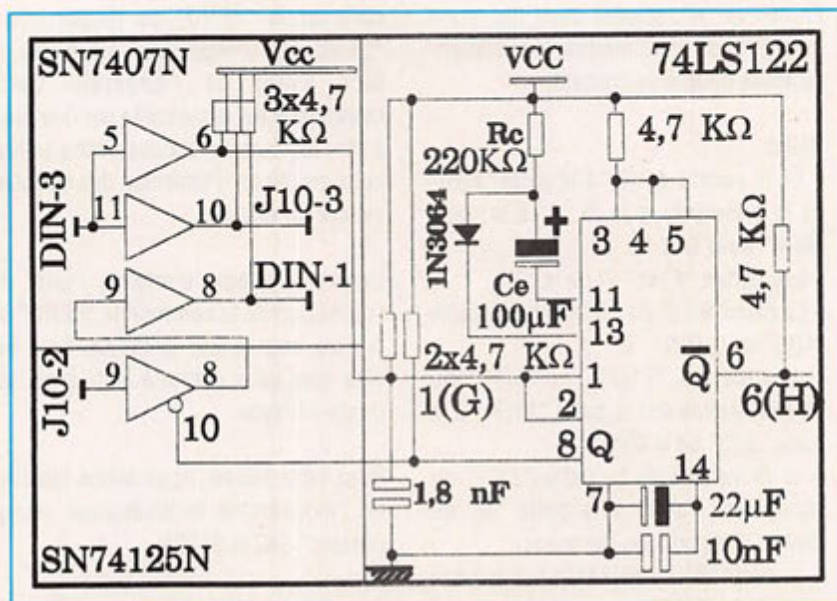 SN7407N
Vcc
3x4,7
KΩ
5
6
11
10
J10-3
DIN-3
DIN-1
9
8
J10-2
9
8
10
SN74125N
VCC
74LS122
Rc
220KΩ
4,7 KΩ
4,7 KΩ
1N3064
+
Ce
100µF
3
4
5
11
13
2x4,7 KΩ
1(G)
1
2
8
Q
Q̅
6
6(H)
14
7
1,8 nF
22µF
10nF